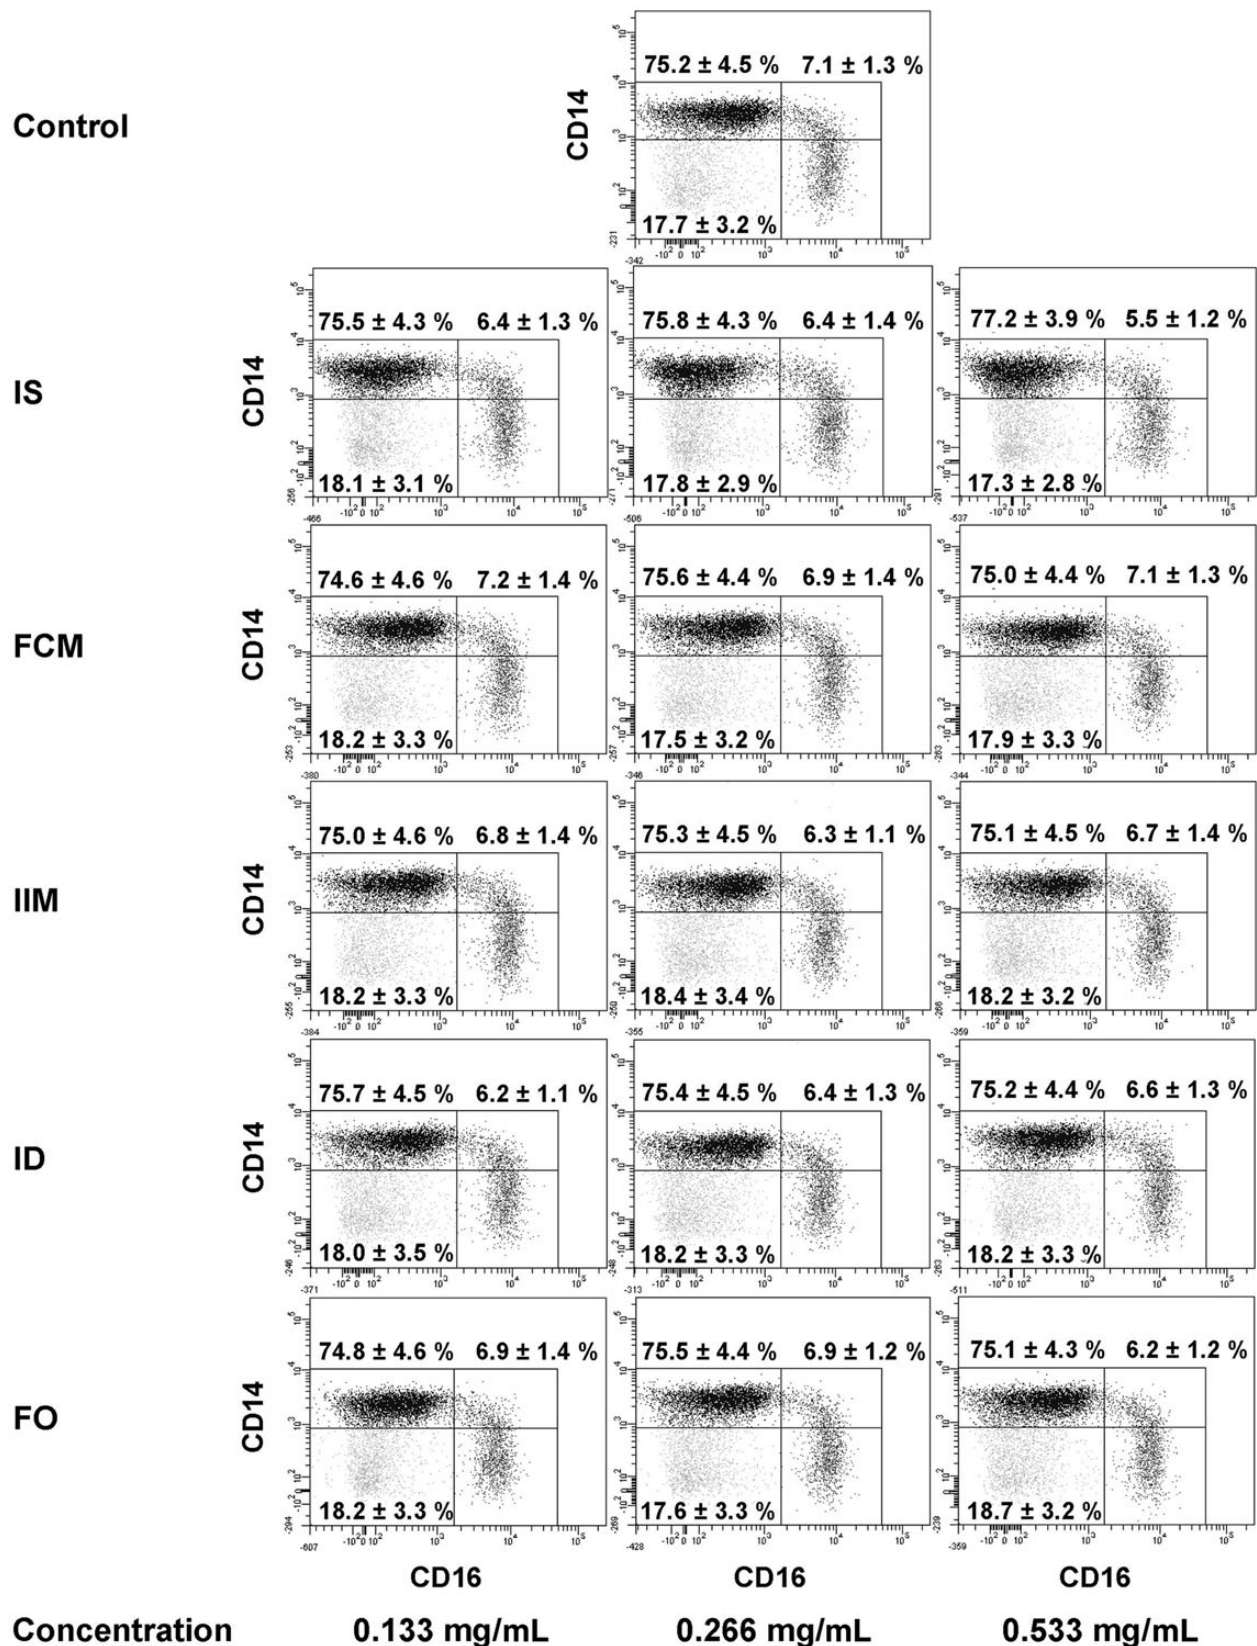 75.2 ± 4.5 % 7.1 ± 1.3 %
Control
CD14
17.7 ± 3.2 %
75.5 ± 4.3 % 6.4 ± 1.3 % 75.8 ± 4.3 % 6.4 ± 1.4 % 77.2 ± 3.9 % 5.5 ± 1.2 %
IS
CD14
18.1 ± 3.1 % 17.8 ± 2.9 % 17.3 ± 2.8 %
74.6 ± 4.6 % 7.2 ± 1.4 % 75.6 ± 4.4 % 6.9 ± 1.4 % 75.0 ± 4.4 % 7.1 ± 1.3 %
FCM
CD14
18.2 ± 3.3 % 17.5 ± 3.2 % 17.9 ± 3.3 %
75.0 ± 4.6 % 6.8 ± 1.4 % 75.3 ± 4.5 % 6.3 ± 1.1 % 75.1 ± 4.5 % 6.7 ± 1.4 %
IIM
CD14
18.2 ± 3.3 % 18.4 ± 3.4 % 18.2 ± 3.2 %
75.7 ± 4.5 % 6.2 ± 1.1 % 75.4 ± 4.5 % 6.4 ± 1.3 % 75.2 ± 4.4 % 6.6 ± 1.3 %
ID
CD14
18.0 ± 3.5 % 18.2 ± 3.3 % 18.2 ± 3.3 %
74.8 ± 4.6 % 6.9 ± 1.4 % 75.5 ± 4.4 % 6.9 ± 1.2 % 75.1 ± 4.3 % 6.2 ± 1.2 %
FO
CD14
18.2 ± 3.3 % 17.6 ± 3.3 % 18.7 ± 3.2 %
CD16 CD16 CD16
Concentration 0.133 mg/mL 0.266 mg/mL 0.533 mg/mL